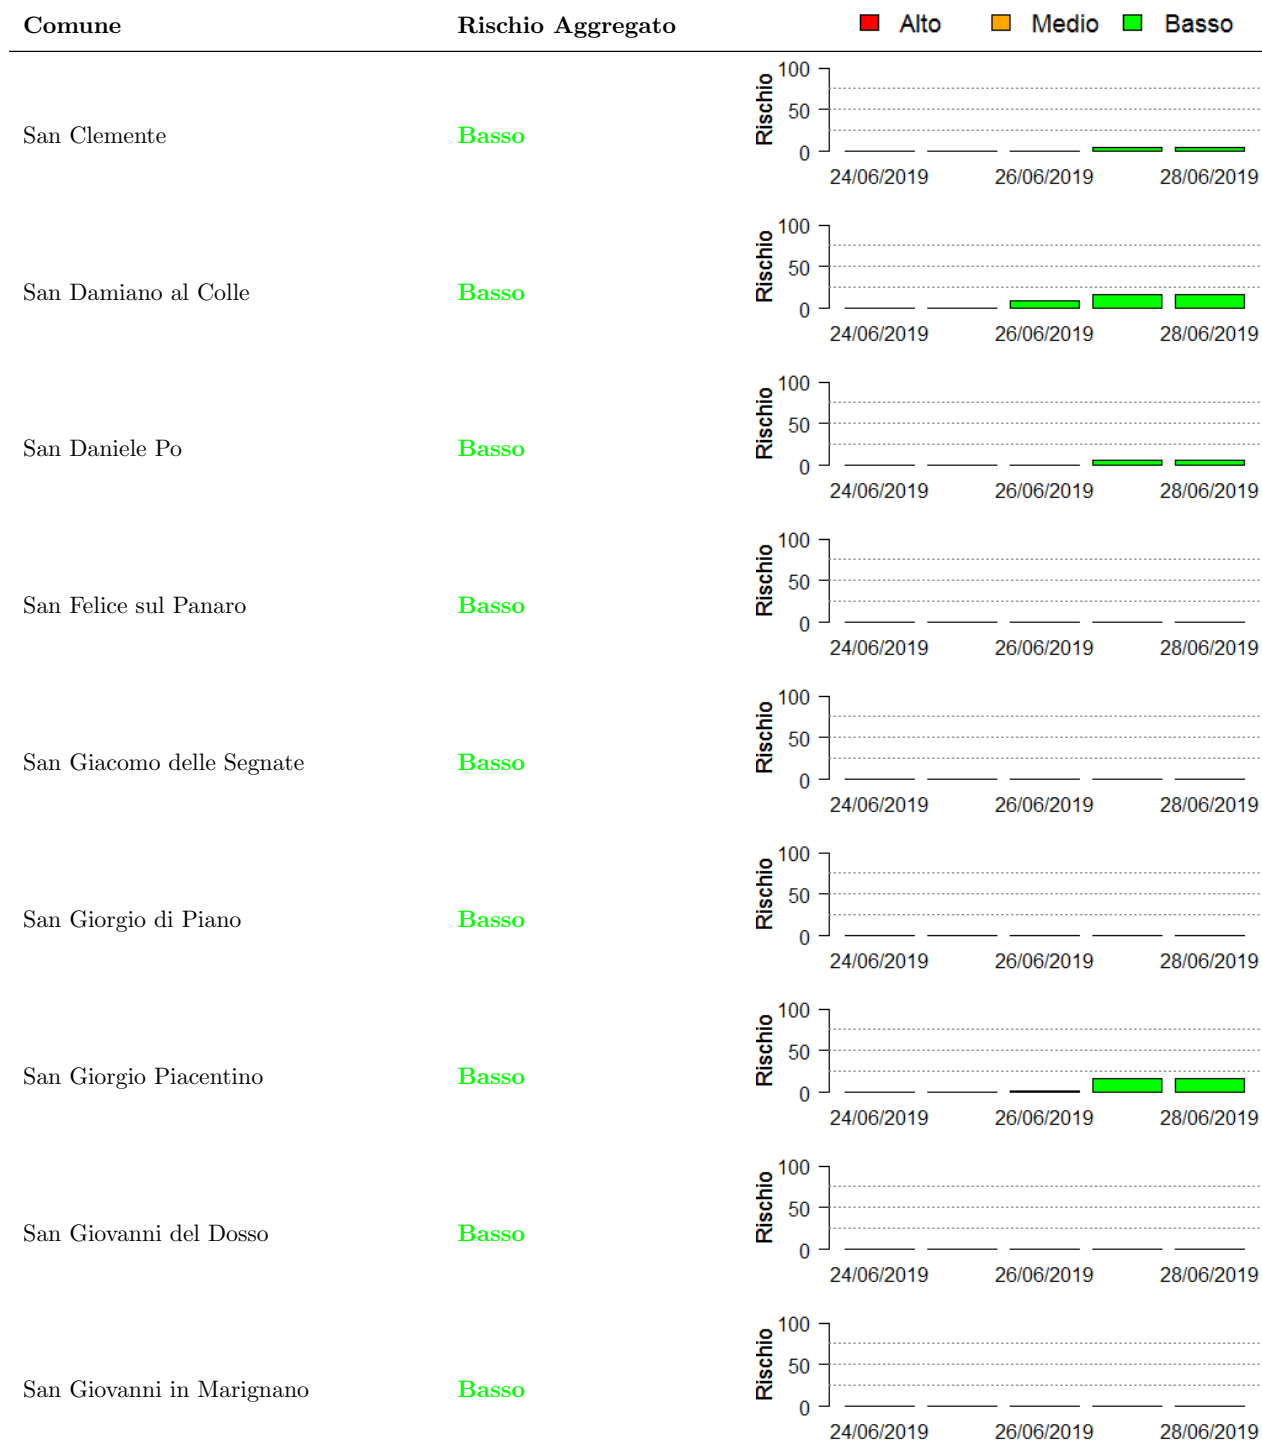 Comune Rischio Aggregato Alto Medio Basso
100
50
0
Rischio
San Clemente Basso
24/06/2019 26/06/2019 28/06/2019
100
50
0
Rischio
San Damiano al Colle Basso
24/06/2019 26/06/2019 28/06/2019
100
50
0
Rischio
San Daniele Po Basso
24/06/2019 26/06/2019 28/06/2019
100
50
0
Rischio
San Felice sul Panaro Basso
24/06/2019 26/06/2019 28/06/2019
100
50
0
Rischio
San Giacomo delle Segnate Basso
24/06/2019 26/06/2019 28/06/2019
100
50
0
Rischio
San Giorgio di Piano Basso
24/06/2019 26/06/2019 28/06/2019
100
50
0
Rischio
San Giorgio Piacentino Basso
24/06/2019 26/06/2019 28/06/2019
100
50
0
Rischio
San Giovanni del Dosso Basso
24/06/2019 26/06/2019 28/06/2019
100
50
0
Rischio
San Giovanni in Marignano Basso
24/06/2019 26/06/2019 28/06/2019